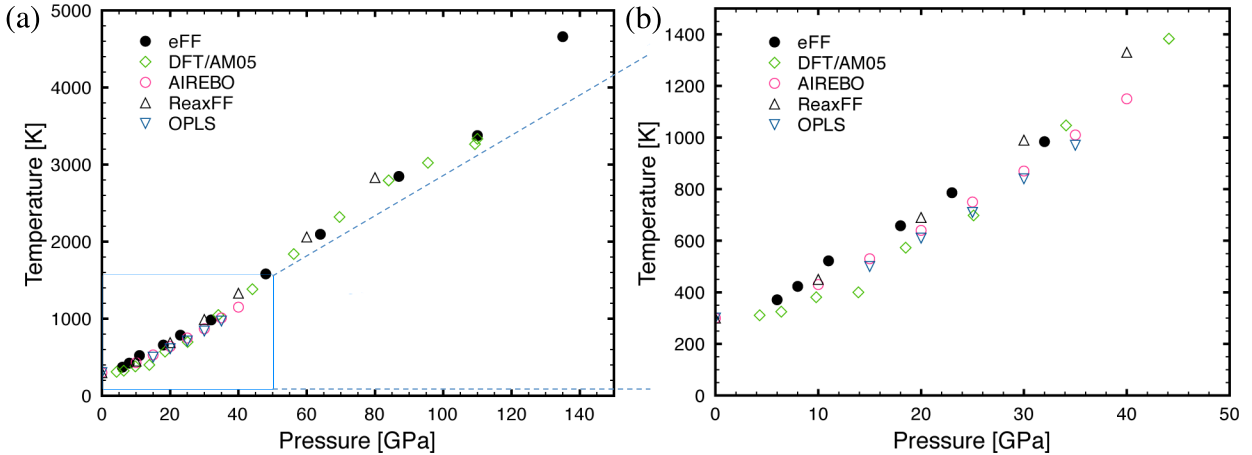 (a)
5000
4000
3000
2000
1000
0
Temperature [K]
eFF
DFT/AM05
AIREBO
ReaxFF
OPLS
0 20 40 60 80 100 120 140
Pressure [GPa]
(b)
1400
1200
1000
800
600
400
200
0
Temperature [K]
eFF
DFT/AM05
AIREBO
ReaxFF
OPLS
0 10 20 30 40 50
Pressure [GPa]